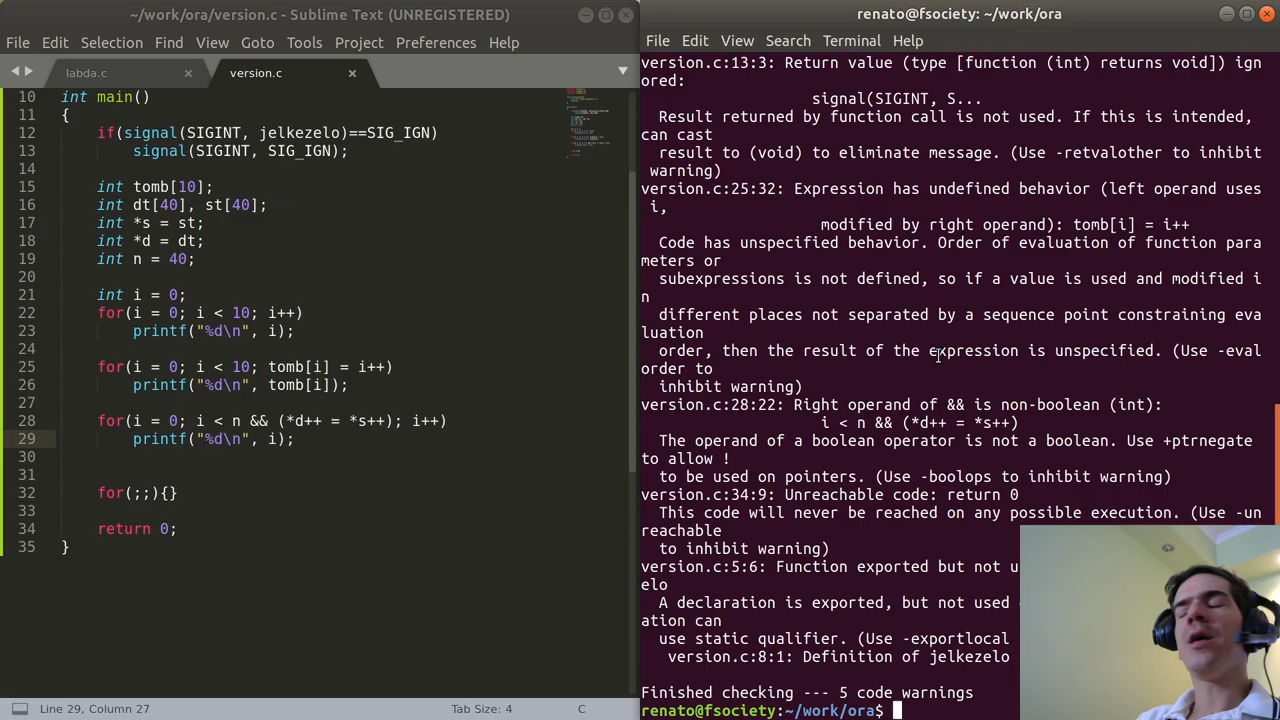 ~/work/ora/version.c - Sublime Text (UNREGISTERED)
File Edit Selection Find View Goto Tools Project Preferences Help
labda.c
version.c
10 int main()
11 {
12 if(signal(SIGINT, jelkezelo)==SIG_IGN)
13 signal(SIGINT, SIG_IGN);
14
15 int tomb[10];
16 int dt[40], st[40];
17 int *s = st;
18 int *d = dt;
19 int n = 40;
20
21 int i = 0;
22 for(i = 0; i < 10; i++)
23 printf("%d\n", i);
24
25 for(i = 0; i < 10; tomb[i] = i++)
26 printf("%d\n", tomb[i]);
27
28 for(i = 0; i < n && (*d++ = *s++); i++)
29 printf("%d\n", i);
30
31
32 for(;;){}
33
34 return 0;
35 }
Line 29, Column 27
Tab Size: 4
C
renato@fsociety: ~/work/ora
File Edit View Search Terminal Help
version.c:13:3: Return value (type [function (int) returns void]) ign
ored:
signal(SIGINT, S...
Result returned by function call is not used. If this is intended,
can cast
result to (void) to eliminate message. (Use -retvalother to inhibit
warning)
version.c:25:32: Expression has undefined behavior (left operand uses
i,
modified by right operand): tomb[i] = i++
Code has unspecified behavior. Order of evaluation of function para
meters or
subexpressions is not defined, so if a value is used and modified i
n
different places not separated by a sequence point constraining eva
luation
order, then the result of the expression is unspecified. (Use -eval
order to
inhibit warning)
version.c:28:22: Right operand of && is non-boolean (int):
i < n && (*d++ = *s++)
The operand of a boolean operator is not a boolean. Use +ptrnegate
to allow !
to be used on pointers. (Use -boolops to inhibit warning)
version.c:34:9: Unreachable code: return 0
This code will never be reached on any possible execution. (Use -un
reachable
to inhibit warning)
version.c:5:6: Function exported but not u
elo
A declaration is exported, but not used
ation can
use static qualifier. (Use -exportlocal
version.c:8:1: Definition of jelkezelo
Finished checking --- 5 code warnings
renato@fsociety:~/work/ora$